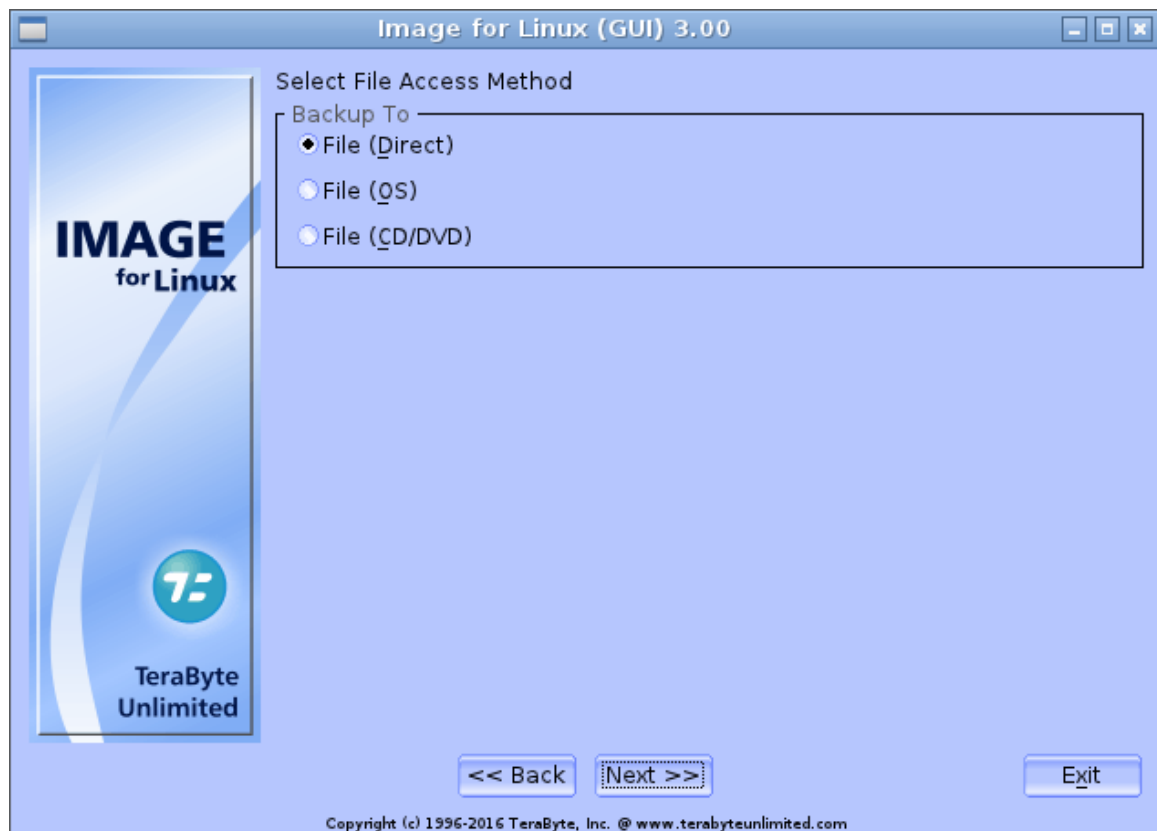 Image for Linux (GUI) 3.00
Select File Access Method
Backup To
File (Direct)
File (OS)
File (CD/DVD)
IMAGE
for Linux
TeraByte
Unlimited
<< Back
Next >>
Exit
Copyright (c) 1996-2016 TeraByte, Inc. @ www.terabyteunlimited.com